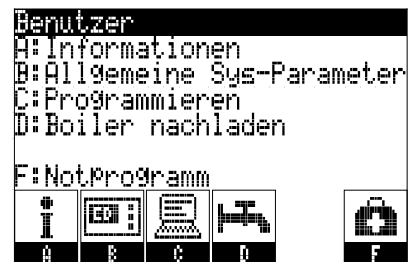 Benutzer
A:Informationen
B:Allgemeine Sys-Parameter
C:Programmieren
D:Boiler nachladen
F:Notprogramm
A B C D F